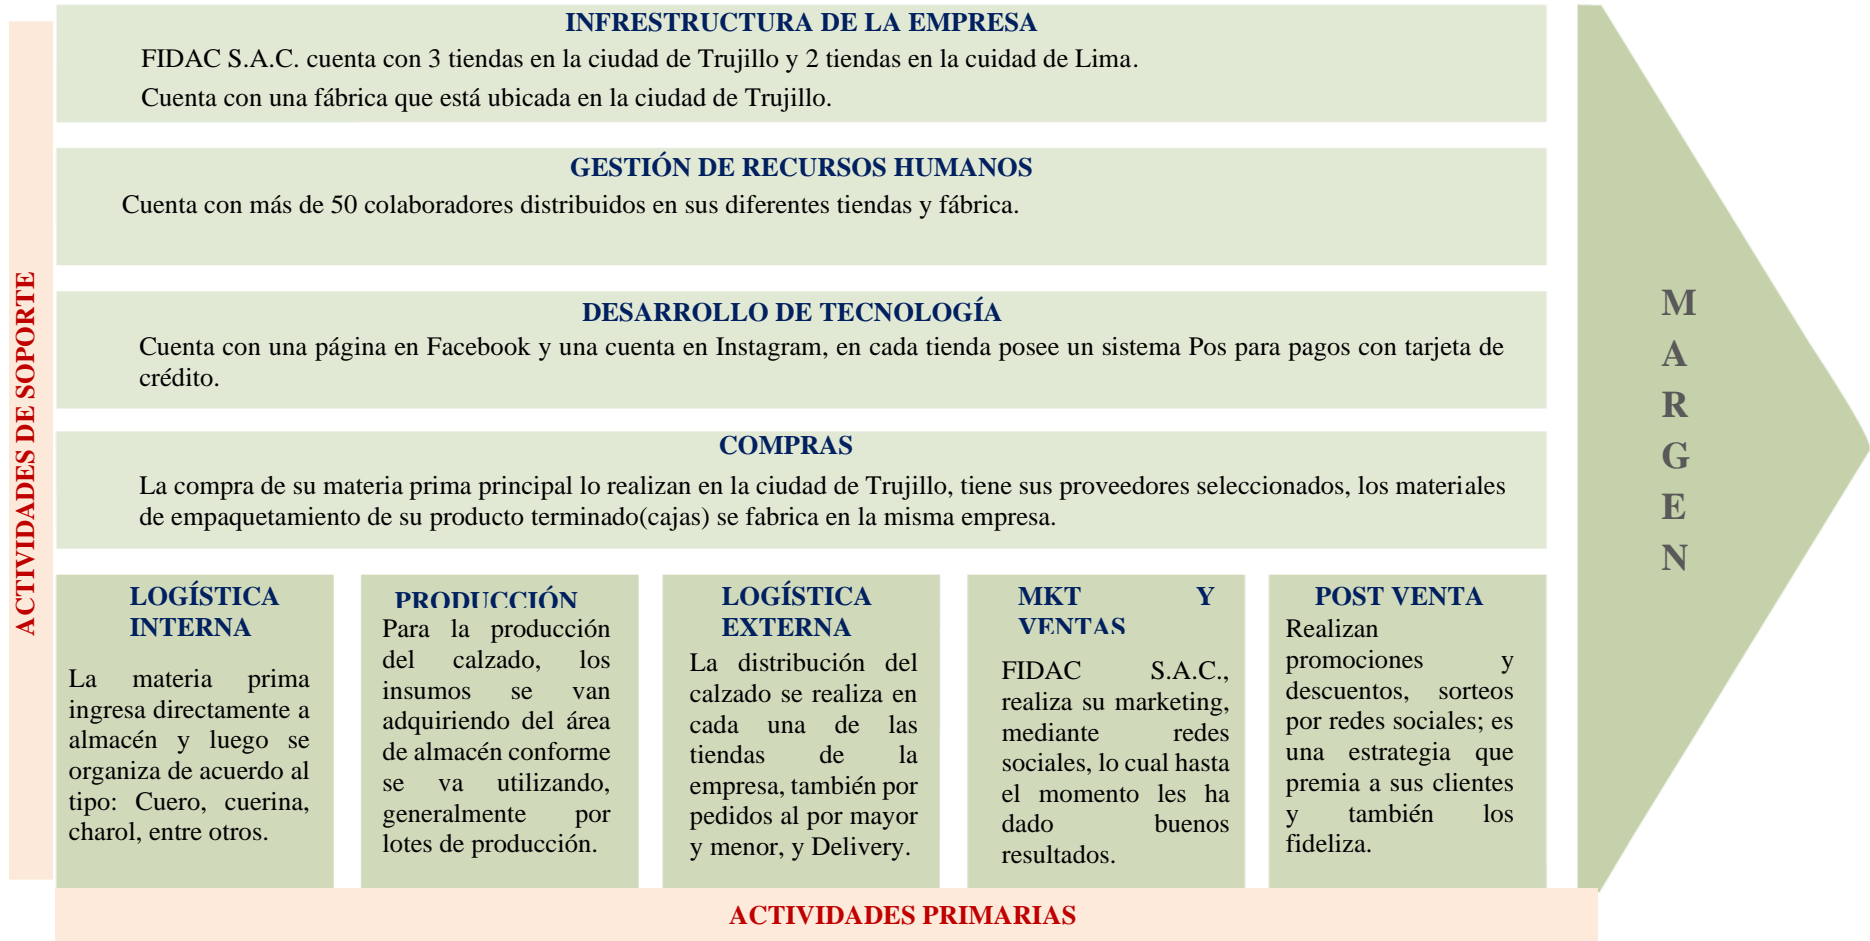 INFRESTRUCTURA DE LA EMPRESA
FIDAC S.A.C. cuenta con 3 tiendas en la ciudad de Trujillo y 2 tiendas en la cuidad de Lima.
Cuenta con una fábrica que está ubicada en la ciudad de Trujillo.
GESTIÓN DE RECURSOS HUMANOS
Cuenta con más de 50 colaboradores distribuidos en sus diferentes tiendas y fábrica.
DESARROLLO DE TECNOLOGÍA
Cuenta con una página en Facebook y una cuenta en Instagram, en cada tienda posee un sistema Pos para pagos con tarjeta de
crédito.
COMPRAS
La compra de su materia prima principal lo realizan en la ciudad de Trujillo, tiene sus proveedores seleccionados, los materiales
de empaquetamiento de su producto terminado(cajas) se fabrica en la misma empresa.
ACTIVIDADES DE SOPORTE
LOGÍSTICA
INTERNA
La materia prima
ingresa directamente a
almacén y luego se
organiza de acuerdo al
tipo: Cuero, cuerina,
charol, entre otros.
PRODUCCIÓN
Para la producción
del calzado, los
insumos se van
adquiriendo del área
de almacén conforme
se va utilizando,
generalmente por
lotes de producción.
LOGÍSTICA
EXTERNA
La distribución del
calzado se realiza en
cada una de las
tiendas de la
empresa, también por
pedidos al por mayor
y menor, y Delivery.
MKT Y
VENTAS
FIDAC S.A.C.,
realiza su marketing,
mediante redes
sociales, lo cual hasta
el momento les ha
dado buenos
resultados.
POST VENTA
Realizan
promociones y
descuentos, sorteos
por redes sociales; es
una estrategia que
premia a sus clientes
y también los
fideliza.
ACTIVIDADES PRIMARIAS
M
A
R
G
E
N